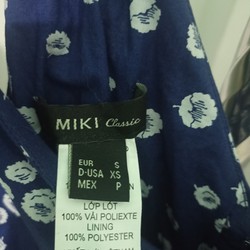 MIKI Classic
EUR S
D-USA XS
MEX P
LỚP LÓT
100% VẢI POLIEXTE
LINING
100% POLYESTER